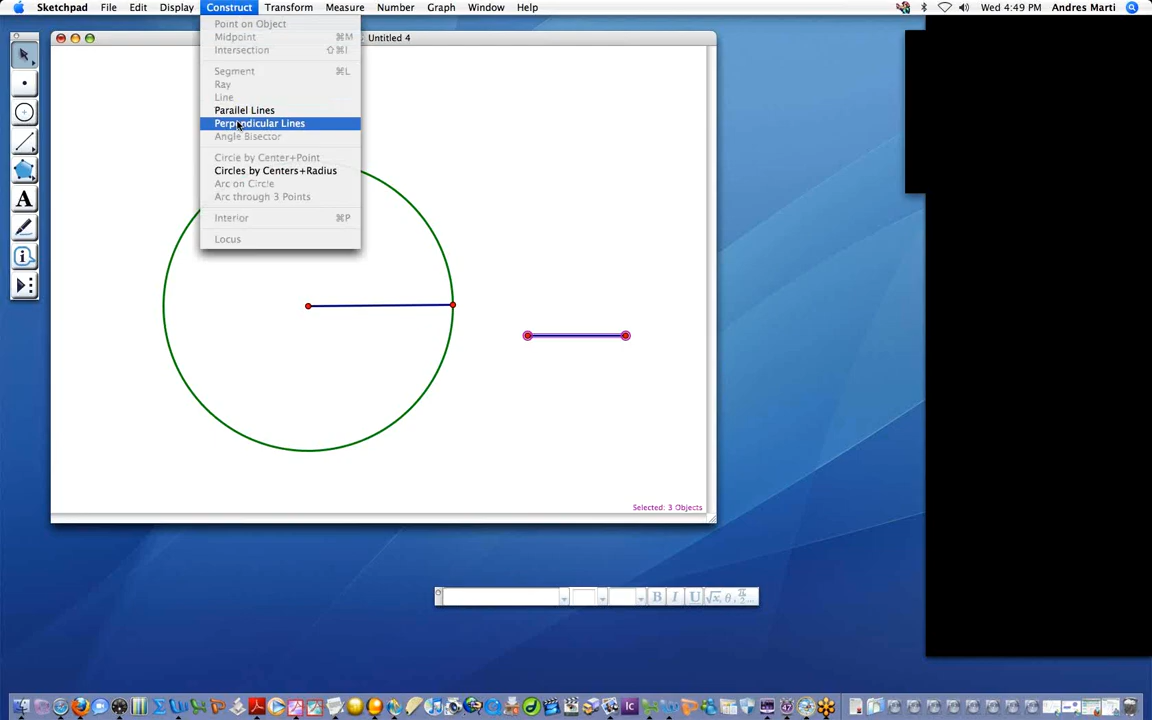 Sketchpad File Edit Display Construct Transform Measure Number Graph Window Help Wed 4:49 PM Andres Marti
Untitled 4
Point on Object
Midpoint ⌘M
Intersection ⇧⌘I
Segment ⌘L
Ray
Line
Parallel Lines
Perpendicular Lines
Angle Bisector
Circle by Center+Point
Circles by Centers+Radius
Arc on Circle
Arc through 3 Points
Interior ⌘P
Locus
A
Selected: 3 Objects
B I U